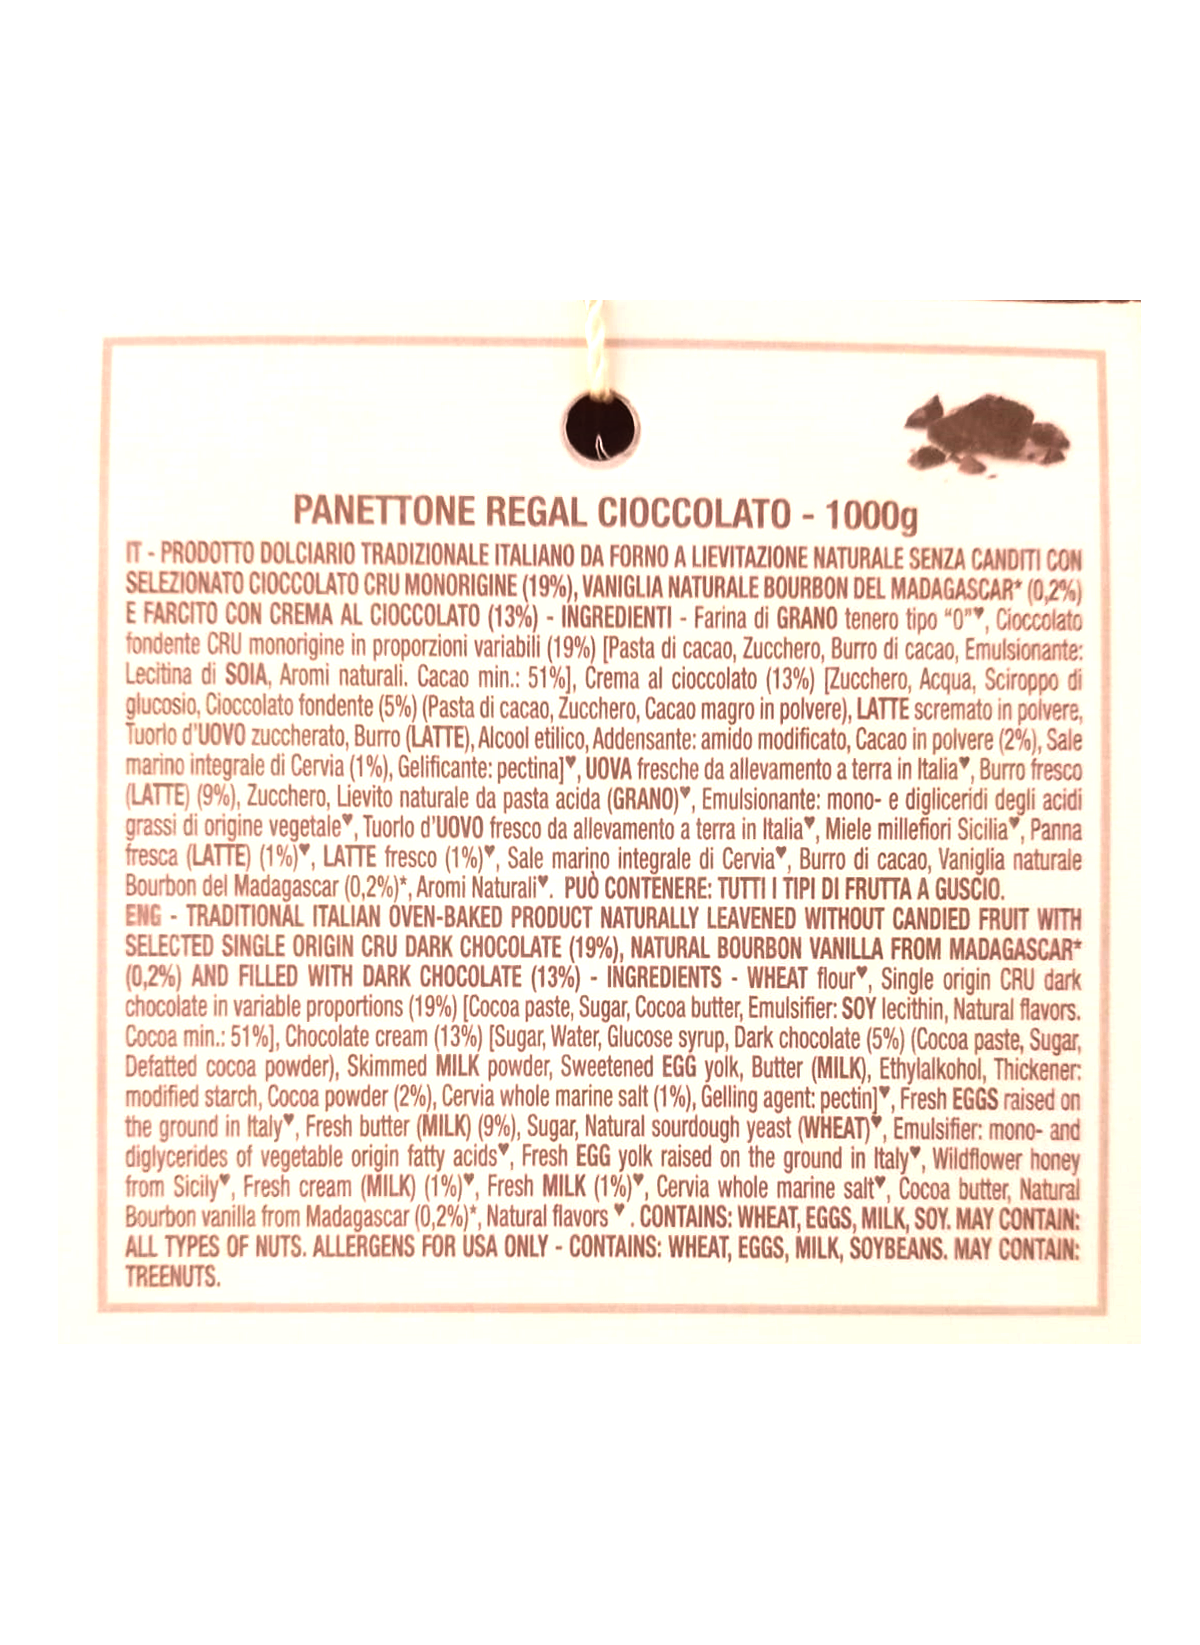 PANETTONE REGAL CIOCCOLATO - 1000g
IT - PRODOTTO DOLCIARIO TRADIZIONALE ITALIANO DA FORNO A LIEVITAZIONE NATURALE SENZA CANDITI CON
SELEZIONATO CIOCCOLATO CRU MONORIGINE (19%), VANIGLIA NATURALE BOURBON DEL MADAGASCAR* (0,2%)
E FARCITO CON CREMA AL CIOCCOLATO (13%) - INGREDIENTI - Farina di GRANO tenero tipo “0”♥, Cioccolato
fondente CRU monorigine in proporzioni variabili (19%) [Pasta di cacao, Zucchero, Burro di cacao, Emulsionante:
Lecitina di SOIA, Aromi naturali. Cacao min.: 51%], Crema al cioccolato (13%) [Zucchero, Acqua, Sciroppo di
glucosio, Cioccolato fondente (5%) (Pasta di cacao, Zucchero, Cacao magro in polvere), LATTE scremato in polvere,
Tuorlo d'UOVO zuccherato, Burro (LATTE), Alcool etilico, Addensante: amido modificato, Cacao in polvere (2%), Sale
marino integrale di Cervia (1%), Gelificante: pectina]♥, UOVA fresche da allevamento a terra in Italia♥, Burro fresco
(LATTE) (9%), Zucchero, Lievito naturale da pasta acida (GRANO)♥, Emulsionante: mono- e digliceridi degli acidi
grassi di origine vegetale♥, Tuorlo d'UOVO fresco da allevamento a terra in Italia♥, Miele millefiori Sicilia♥, Panna
fresca (LATTE) (1%)♥, LATTE fresco (1%)♥, Sale marino integrale di Cervia♥, Burro di cacao, Vaniglia naturale
Bourbon del Madagascar (0,2%)*, Aromi Naturali♥. PUÒ CONTENERE: TUTTI I TIPI DI FRUTTA A GUSCIO.
ENG - TRADITIONAL ITALIAN OVEN-BAKED PRODUCT NATURALLY LEAVENED WITHOUT CANDIED FRUIT WITH
SELECTED SINGLE ORIGIN CRU DARK CHOCOLATE (19%), NATURAL BOURBON VANILLA FROM MADAGASCAR*
(0,2%) AND FILLED WITH DARK CHOCOLATE (13%) - INGREDIENTS - WHEAT flour♥, Single origin CRU dark
chocolate in variable proportions (19%) [Cocoa paste, Sugar, Cocoa butter, Emulsifier: SOY lecithin, Natural flavors.
Cocoa min.: 51%], Chocolate cream (13%) [Sugar, Water, Glucose syrup, Dark chocolate (5%) (Cocoa paste, Sugar,
Defatted cocoa powder), Skimmed MILK powder, Sweetened EGG yolk, Butter (MILK), Ethylalkohol, Thickener:
modified starch, Cocoa powder (2%), Cervia whole marine salt (1%), Gelling agent: pectin]♥, Fresh EGGS raised on
the ground in Italy♥, Fresh butter (MILK) (9%), Sugar, Natural sourdough yeast (WHEAT)♥, Emulsifier: mono- and
diglycerides of vegetable origin fatty acids♥, Fresh EGG yolk raised on the ground in Italy♥, Wildflower honey
from Sicily♥, Fresh cream (MILK) (1%)♥, Fresh MILK (1%)♥, Cervia whole marine salt♥, Cocoa butter, Natural
Bourbon vanilla from Madagascar (0,2%)*, Natural flavors ♥ . CONTAINS: WHEAT, EGGS, MILK, SOY. MAY CONTAIN:
ALL TYPES OF NUTS. ALLERGENS FOR USA ONLY - CONTAINS: WHEAT, EGGS, MILK, SOYBEANS. MAY CONTAIN:
TREENUTS.